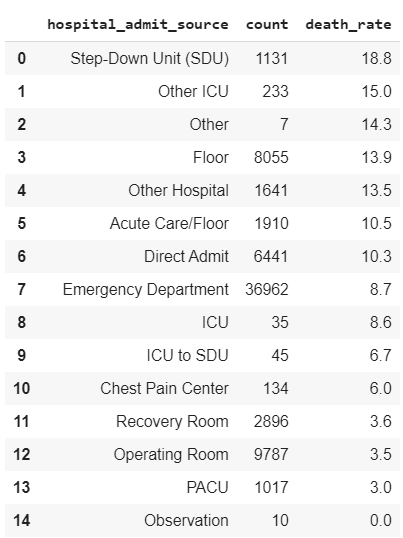 hospital_admit_source count death_rate
0 Step-Down Unit (SDU) 1131 18.8
1 Other ICU 233 15.0
2 Other 7 14.3
3 Floor 8055 13.9
4 Other Hospital 1641 13.5
5 Acute Care/Floor 1910 10.5
6 Direct Admit 6441 10.3
7 Emergency Department 36962 8.7
8 ICU 35 8.6
9 ICU to SDU 45 6.7
10 Chest Pain Center 134 6.0
11 Recovery Room 2896 3.6
12 Operating Room 9787 3.5
13 PACU 1017 3.0
14 Observation 10 0.0